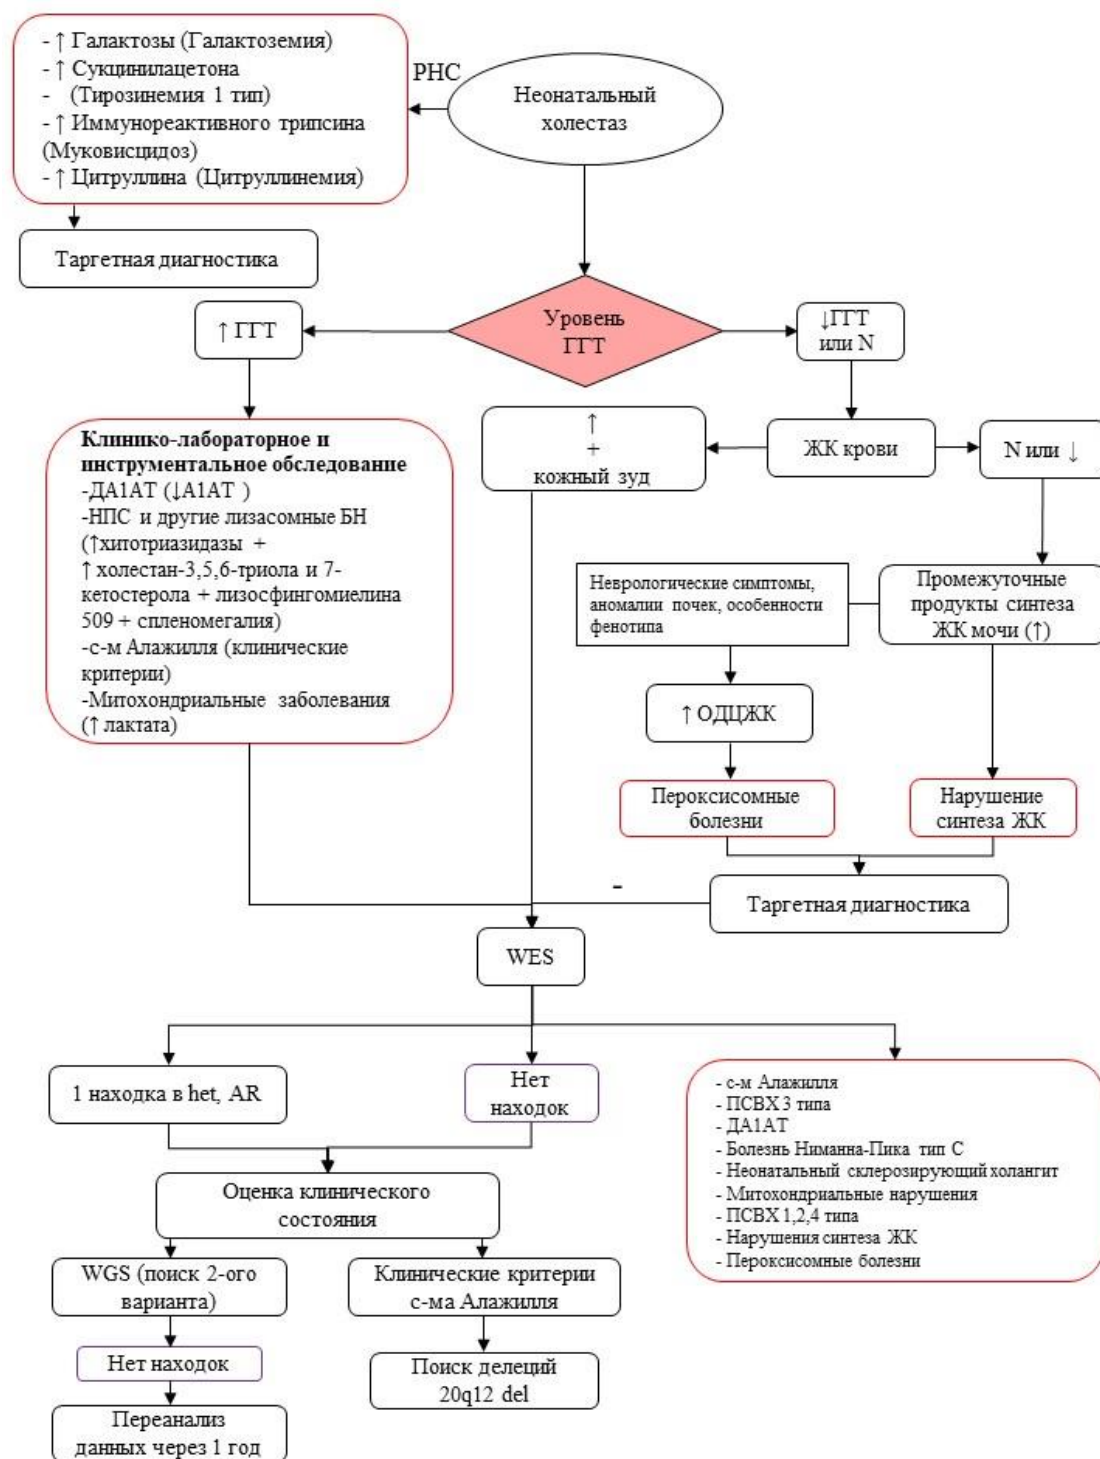 - ↑ Галактозы (Галактоземия)
- ↑ Сукцинилацетона
- (Тирозинемия 1 тип)
- ↑ Иммунореактивного трипсина
(Муковисцидоз)
- ↑ Цитруллина (Цитруллинемия)
РНС
Неонатальный
холестаз
Таргетная диагностика
↑ ГГТ
Уровень
ГГТ
↓ГГТ
или N
Клинико-лабораторное и
инструментальное обследование
-ДА1АТ (↓А1АТ )
-НПС и другие лизасомные БН
(↑хитотриазидазы +
↑ холестан-3,5,6-триола и 7-
кетостерола + лизосфингомиелина
509 + спленомегалия)
-с-м Алажилля (клинические
критерии)
-Митохондриальные заболевания
(↑ лактата)
↑
+
кожный зуд
ЖК крови
N или ↓
Неврологические симптомы,
аномалии почек, особенности
фенотипа
Промежуточные
продукты синтеза
ЖК мочи (↑)
↑ ОДЦЖК
Пероксисомные
болезни
Нарушение
синтеза ЖК
-
Таргетная диагностика
WES
1 находка в het, AR
Нет
находок
- с-м Алажилля
- ПСВХ 3 типа
- ДА1АТ
- Болезнь Ниманна-Пика тип С
- Неонатальный склерозирующий холангит
- Митохондриальные нарушения
- ПСВХ 1,2,4 типа
- Нарушения синтеза ЖК
- Пероксисомные болезни
Оценка клинического
состояния
WGS (поиск 2-ого
варианта)
Клинические критерии
с-ма Алажилля
Нет находок
Поиск делеций
20q12 del
Переанализ
данных через 1 год